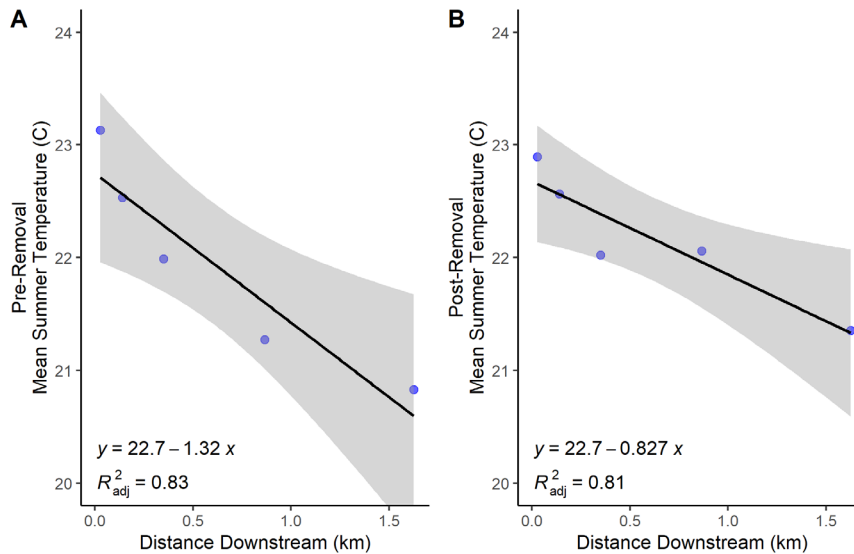 A
Pre-Removal
Mean Summer Temperature (C)
24
23
22
21
20
y = 22.7 – 1.32 x
R²adj = 0.83
0.0 0.5 1.0 1.5
Distance Downstream (km)
B
Post-Removal
Mean Summer Temperature (C)
24
23
22
21
20
y = 22.7 – 0.827 x
R²adj = 0.81
0.0 0.5 1.0 1.5
Distance Downstream (km)